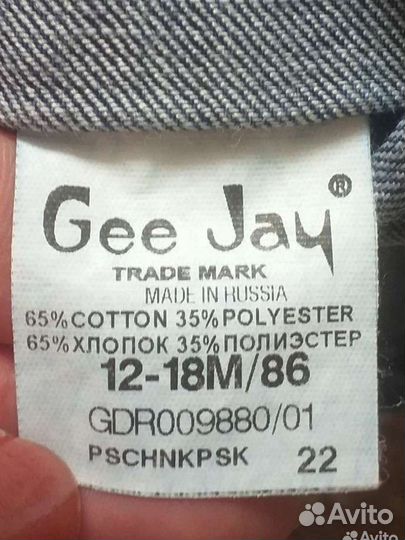 Gee Jay ®
TRADE MARK
MADE IN RUSSIA
65% COTTON 35% POLYESTER
65% ХЛОПОК 35% ПОЛИЭСТЕР
12-18M/86
GDR009880/01
PSCHNKPSK 22
Avito
Avito